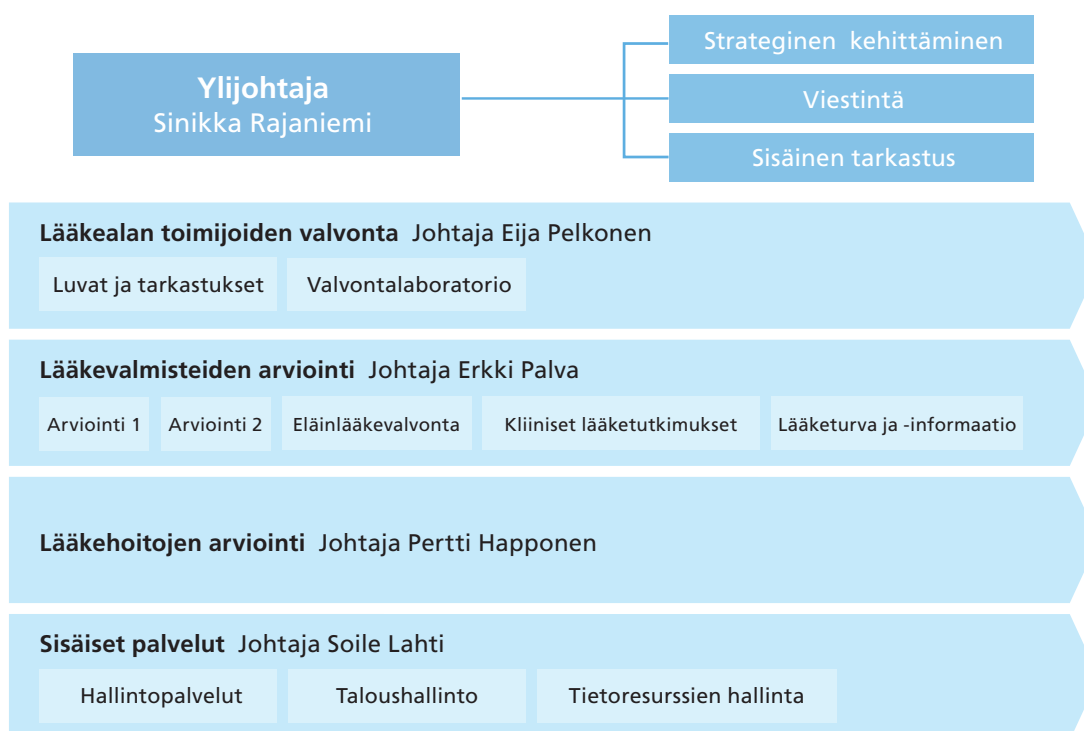 Ylijohtaja
Sinikka Rajaniemi
Strateginen kehittäminen
Viestintä
Sisäinen tarkastus
Lääkealan toimijoiden valvonta Johtaja Eija Pelkonen
Luvat ja tarkastukset Valvontalaboratorio
Lääkevalmisteiden arviointi Johtaja Erkki Palva
Arviointi 1 Arviointi 2 Eläinlääkevalvonta Kliiniset lääketutkimukset Lääketurva ja -informaatio
Lääkehoitojen arviointi Johtaja Pertti Happonen
Sisäiset palvelut Johtaja Soile Lahti
Hallintopalvelut Taloushallinto Tietoresurssien hallinta